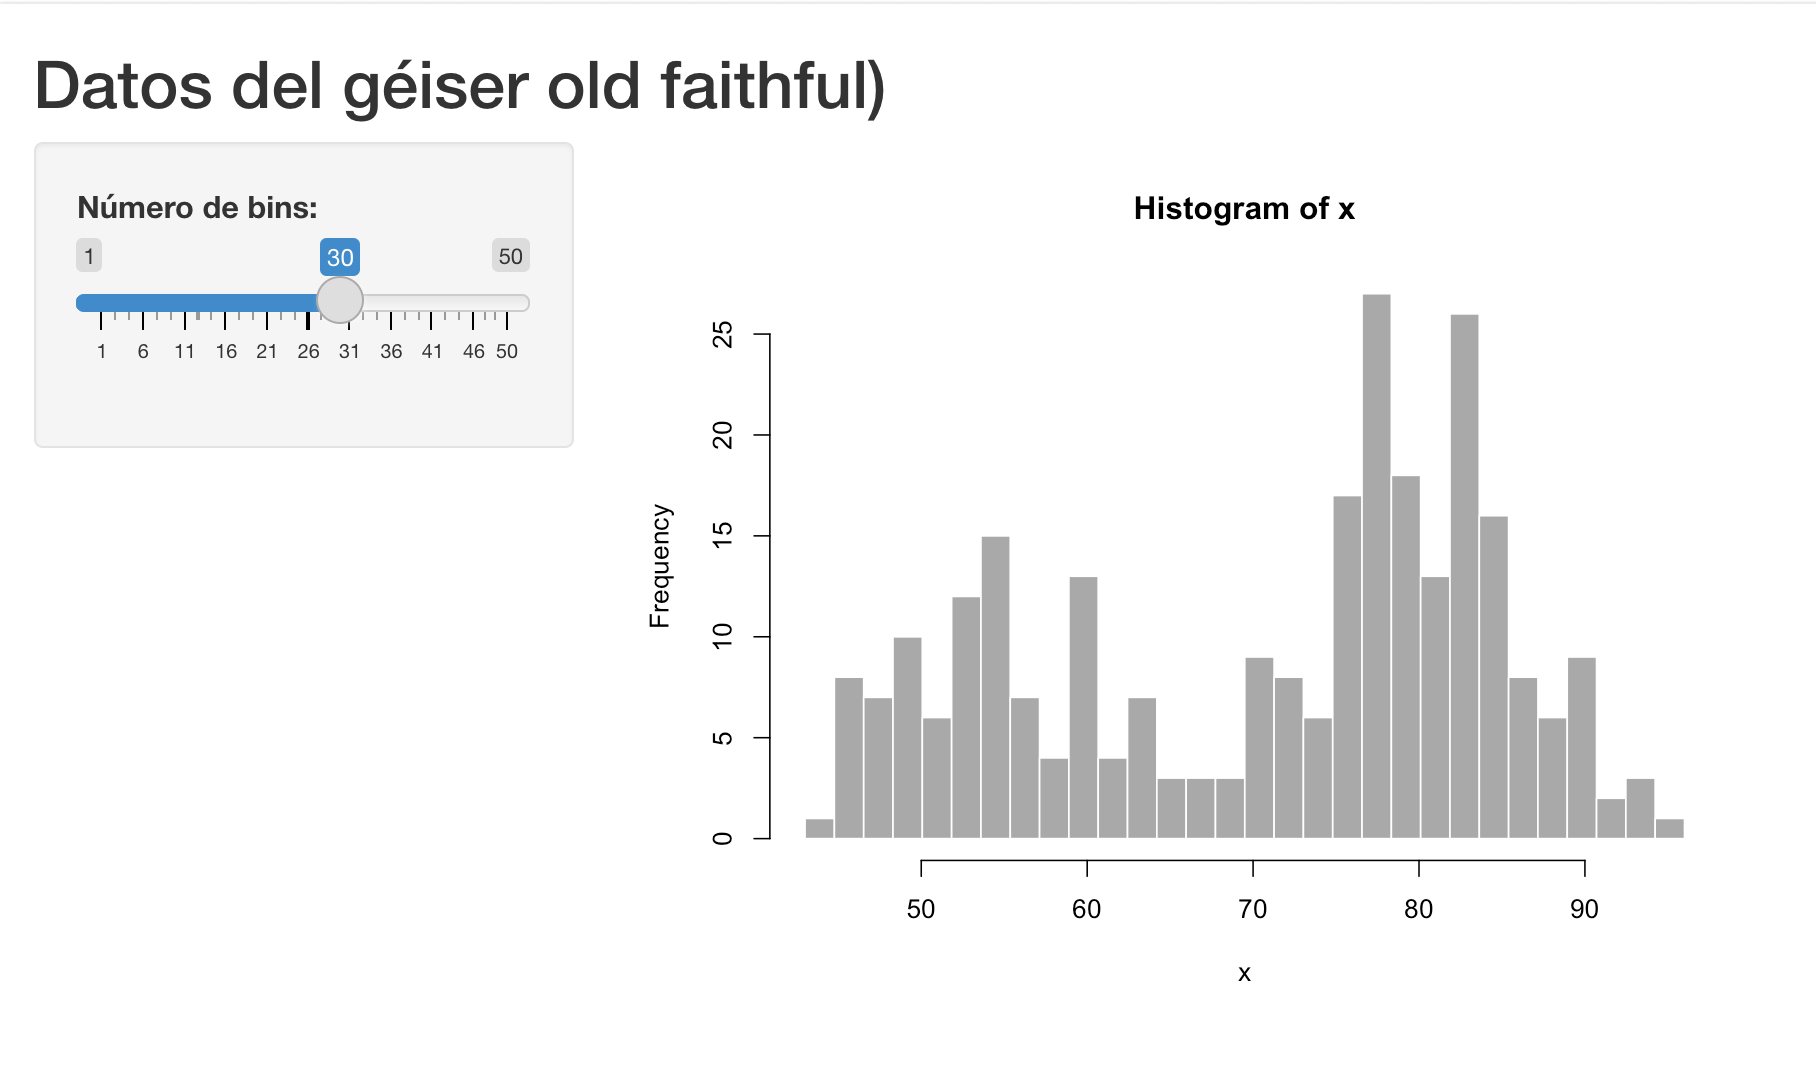 Datos del géiser old faithful)
Número de bins:
1 30 50
1 6 11 16 21 26 31 36 41 46 50
Histogram of x
Frequency
25
20
15
10
5
0
50 60 70 80 90
x